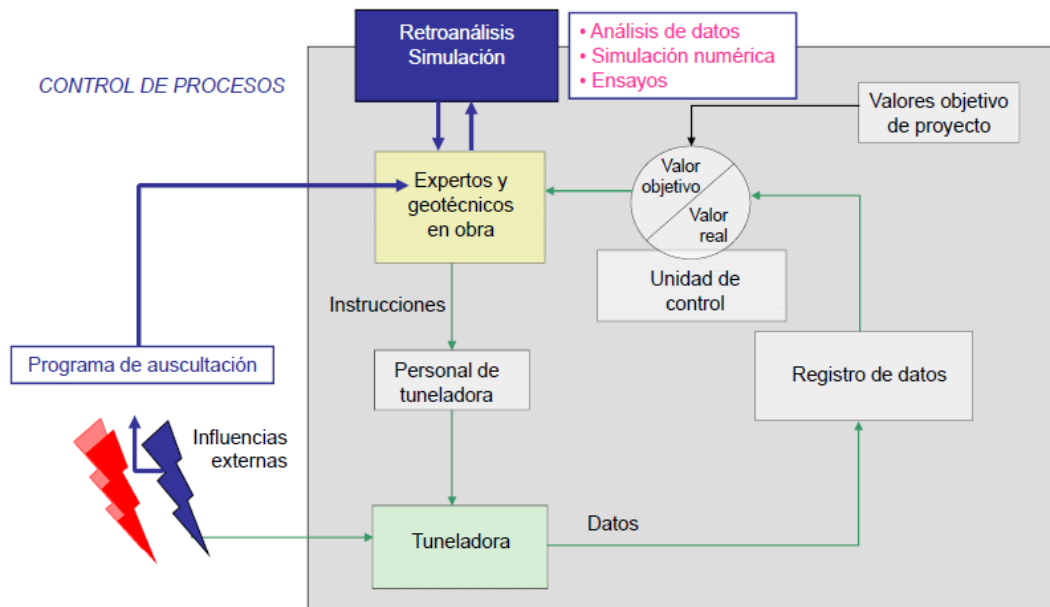 Retroanálisis
Simulación
• Análisis de datos
• Simulación numérica
• Ensayos
CONTROL DE PROCESOS
Valores objetivo
de proyecto
Expertos y
geotécnicos
en obra
Valor
objetivo
Valor
real
Unidad de
control
Instrucciones
Programa de auscultación
Personal de
tuneladora
Registro de datos
Influencias
externas
Tuneladora
Datos